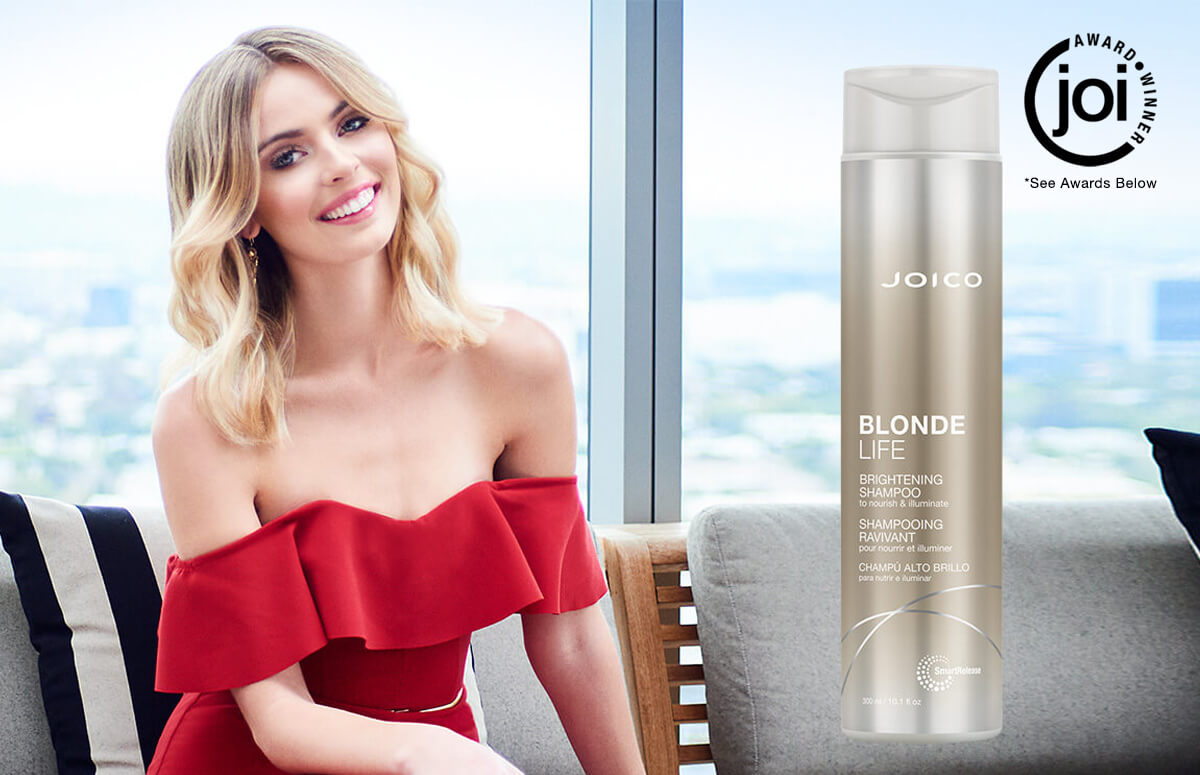 AWARD•WINNER
joi
*See Awards Below
JOICO
BLONDE
LIFE
BRIGHTENING
SHAMPOO
to nourish & illuminate
SHAMPOOING
RAVIVANT
pour nourrir et illuminer
CHAMPÚ ALTO BRILLO
para nutrir e iluminar
SmartRelease
300 ml / 10.1 fl oz